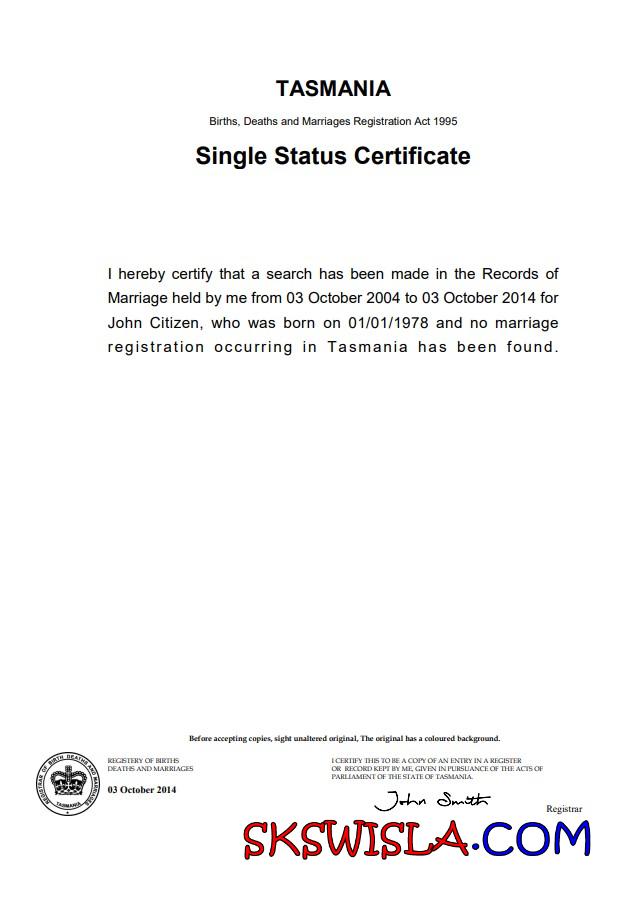 TASMANIA
Births, Deaths and Marriages Registration Act 1995
Single Status Certificate
I hereby certify that a search has been made in the Records of
Marriage held by me from 03 October 2004 to 03 October 2014 for
John Citizen, who was born on 01/01/1978 and no marriage
registration occurring in Tasmania has been found.
Before accepting copies, sight unaltered original, The original has a coloured background.
REGISTRAR OF BIRTH DEATHS AND MARRIAGES
TASMANIA
REGISTERY OF BIRTHS
DEATHS AND MARRIAGES
03 October 2014
I CERTIFY THIS TO BE A COPY OF AN ENTRY IN A REGISTER
OR RECORD KEPT BY ME, GIVEN IN PURSUANCE OF THE ACTS OF
PARLIAMENT OF THE STATE OF TASMANIA.
John Smith
Registrar
SKSWISLA.COM